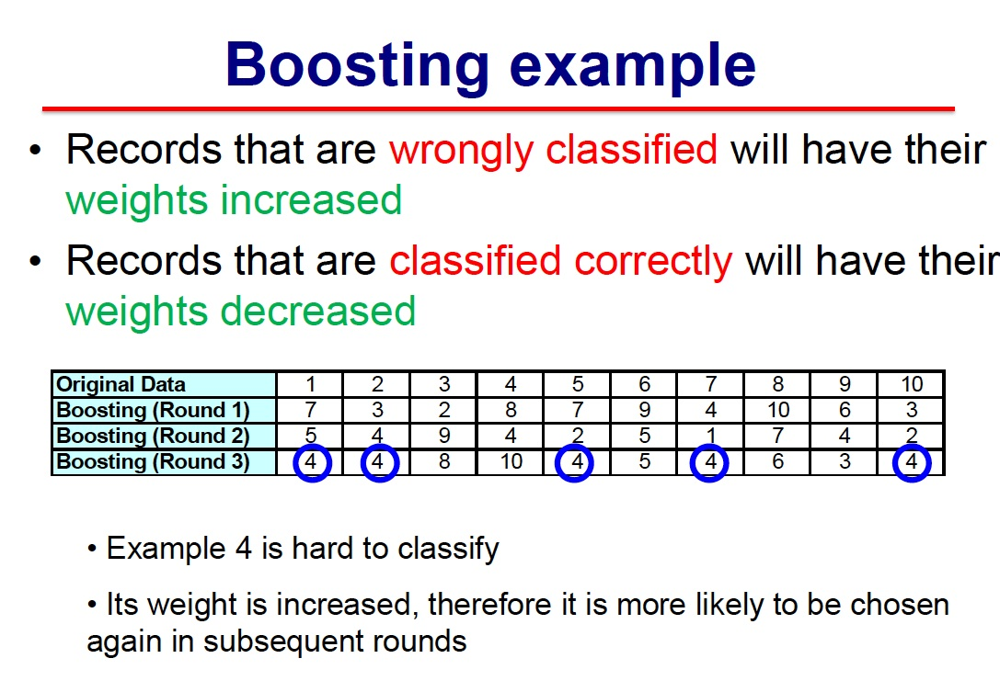 Boosting example
• Records that are wrongly classified will have their
weights increased
• Records that are classified correctly will have their
weights decreased
Original Data 1 2 3 4 5 6 7 8 9 10
Boosting (Round 1) 7 3 2 8 7 9 4 10 6 3
Boosting (Round 2) 5 4 9 4 2 5 1 7 4 2
Boosting (Round 3) 4 4 8 10 4 5 4 6 3 4
• Example 4 is hard to classify
• Its weight is increased, therefore it is more likely to be chosen
again in subsequent rounds